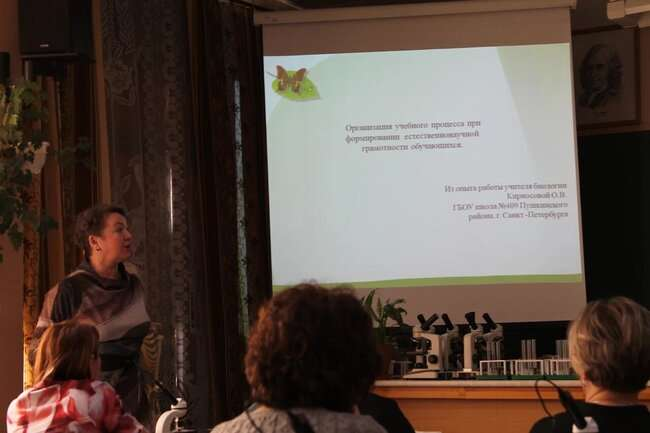 Организация учебного процесса при
формировании естественнонаучной
грамотности обучающихся.
Из опыта работы учителя биологии
Кирносовой О.В.
ГБОУ школа №409 Пушкинского
района, г. Санкт -Петербурга